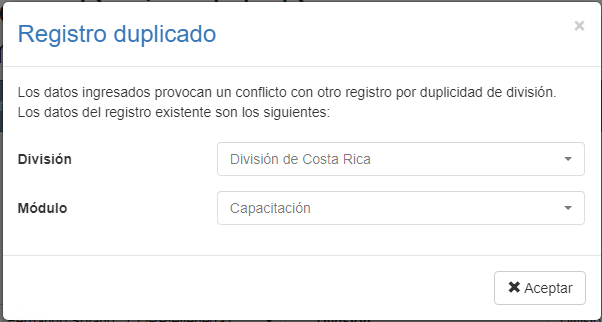 Registro duplicado
×
Los datos ingresados provocan un conflicto con otro registro por duplicidad de división.
Los datos del registro existente son los siguientes:
División División de Costa Rica
Módulo Capacitación
✖ Aceptar